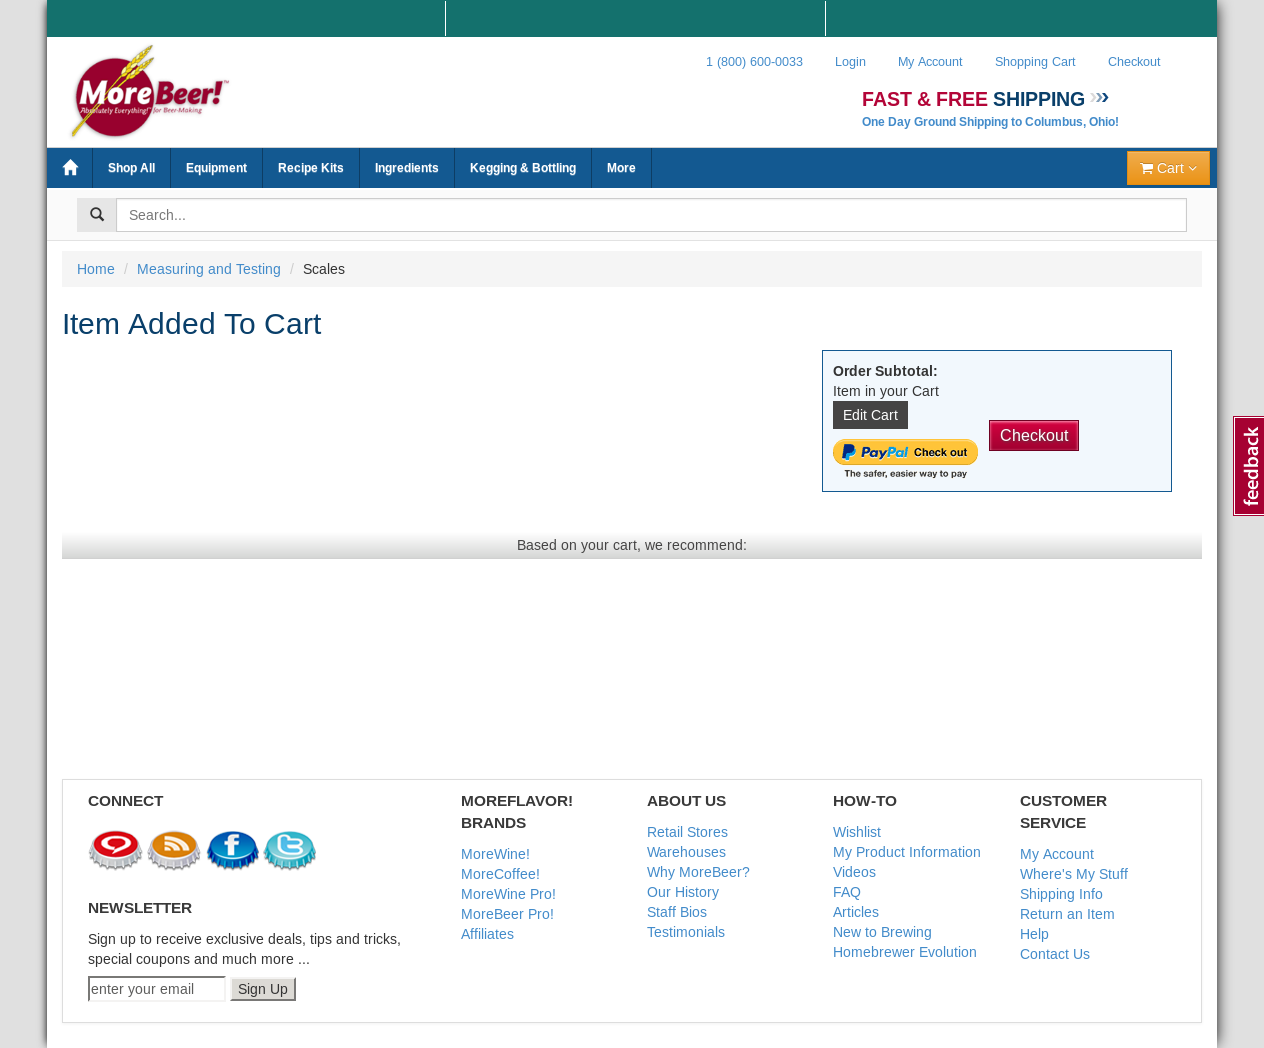 MoreBeer!™
"Absolutely Everything!" for Beer-Making
1 (800) 600-0033 Login My Account Shopping Cart Checkout
FAST & FREE SHIPPING
One Day Ground Shipping to Columbus, Ohio!
Shop All Equipment Recipe Kits Ingredients Kegging & Bottling More Cart
Search...
Home / Measuring and Testing / Scales
Item Added To Cart
Order Subtotal:
Item in your Cart
Edit Cart
Checkout
PayPal Check out
The safer, easier way to pay
feedback
Based on your cart, we recommend:
CONNECT
NEWSLETTER
Sign up to receive exclusive deals, tips and tricks,
special coupons and much more ...
enter your email Sign Up
MOREFLAVOR!
BRANDS
MoreWine!
MoreCoffee!
MoreWine Pro!
MoreBeer Pro!
Affiliates
ABOUT US
Retail Stores
Warehouses
Why MoreBeer?
Our History
Staff Bios
Testimonials
HOW-TO
Wishlist
My Product Information
Videos
FAQ
Articles
New to Brewing
Homebrewer Evolution
CUSTOMER
SERVICE
My Account
Where's My Stuff
Shipping Info
Return an Item
Help
Contact Us